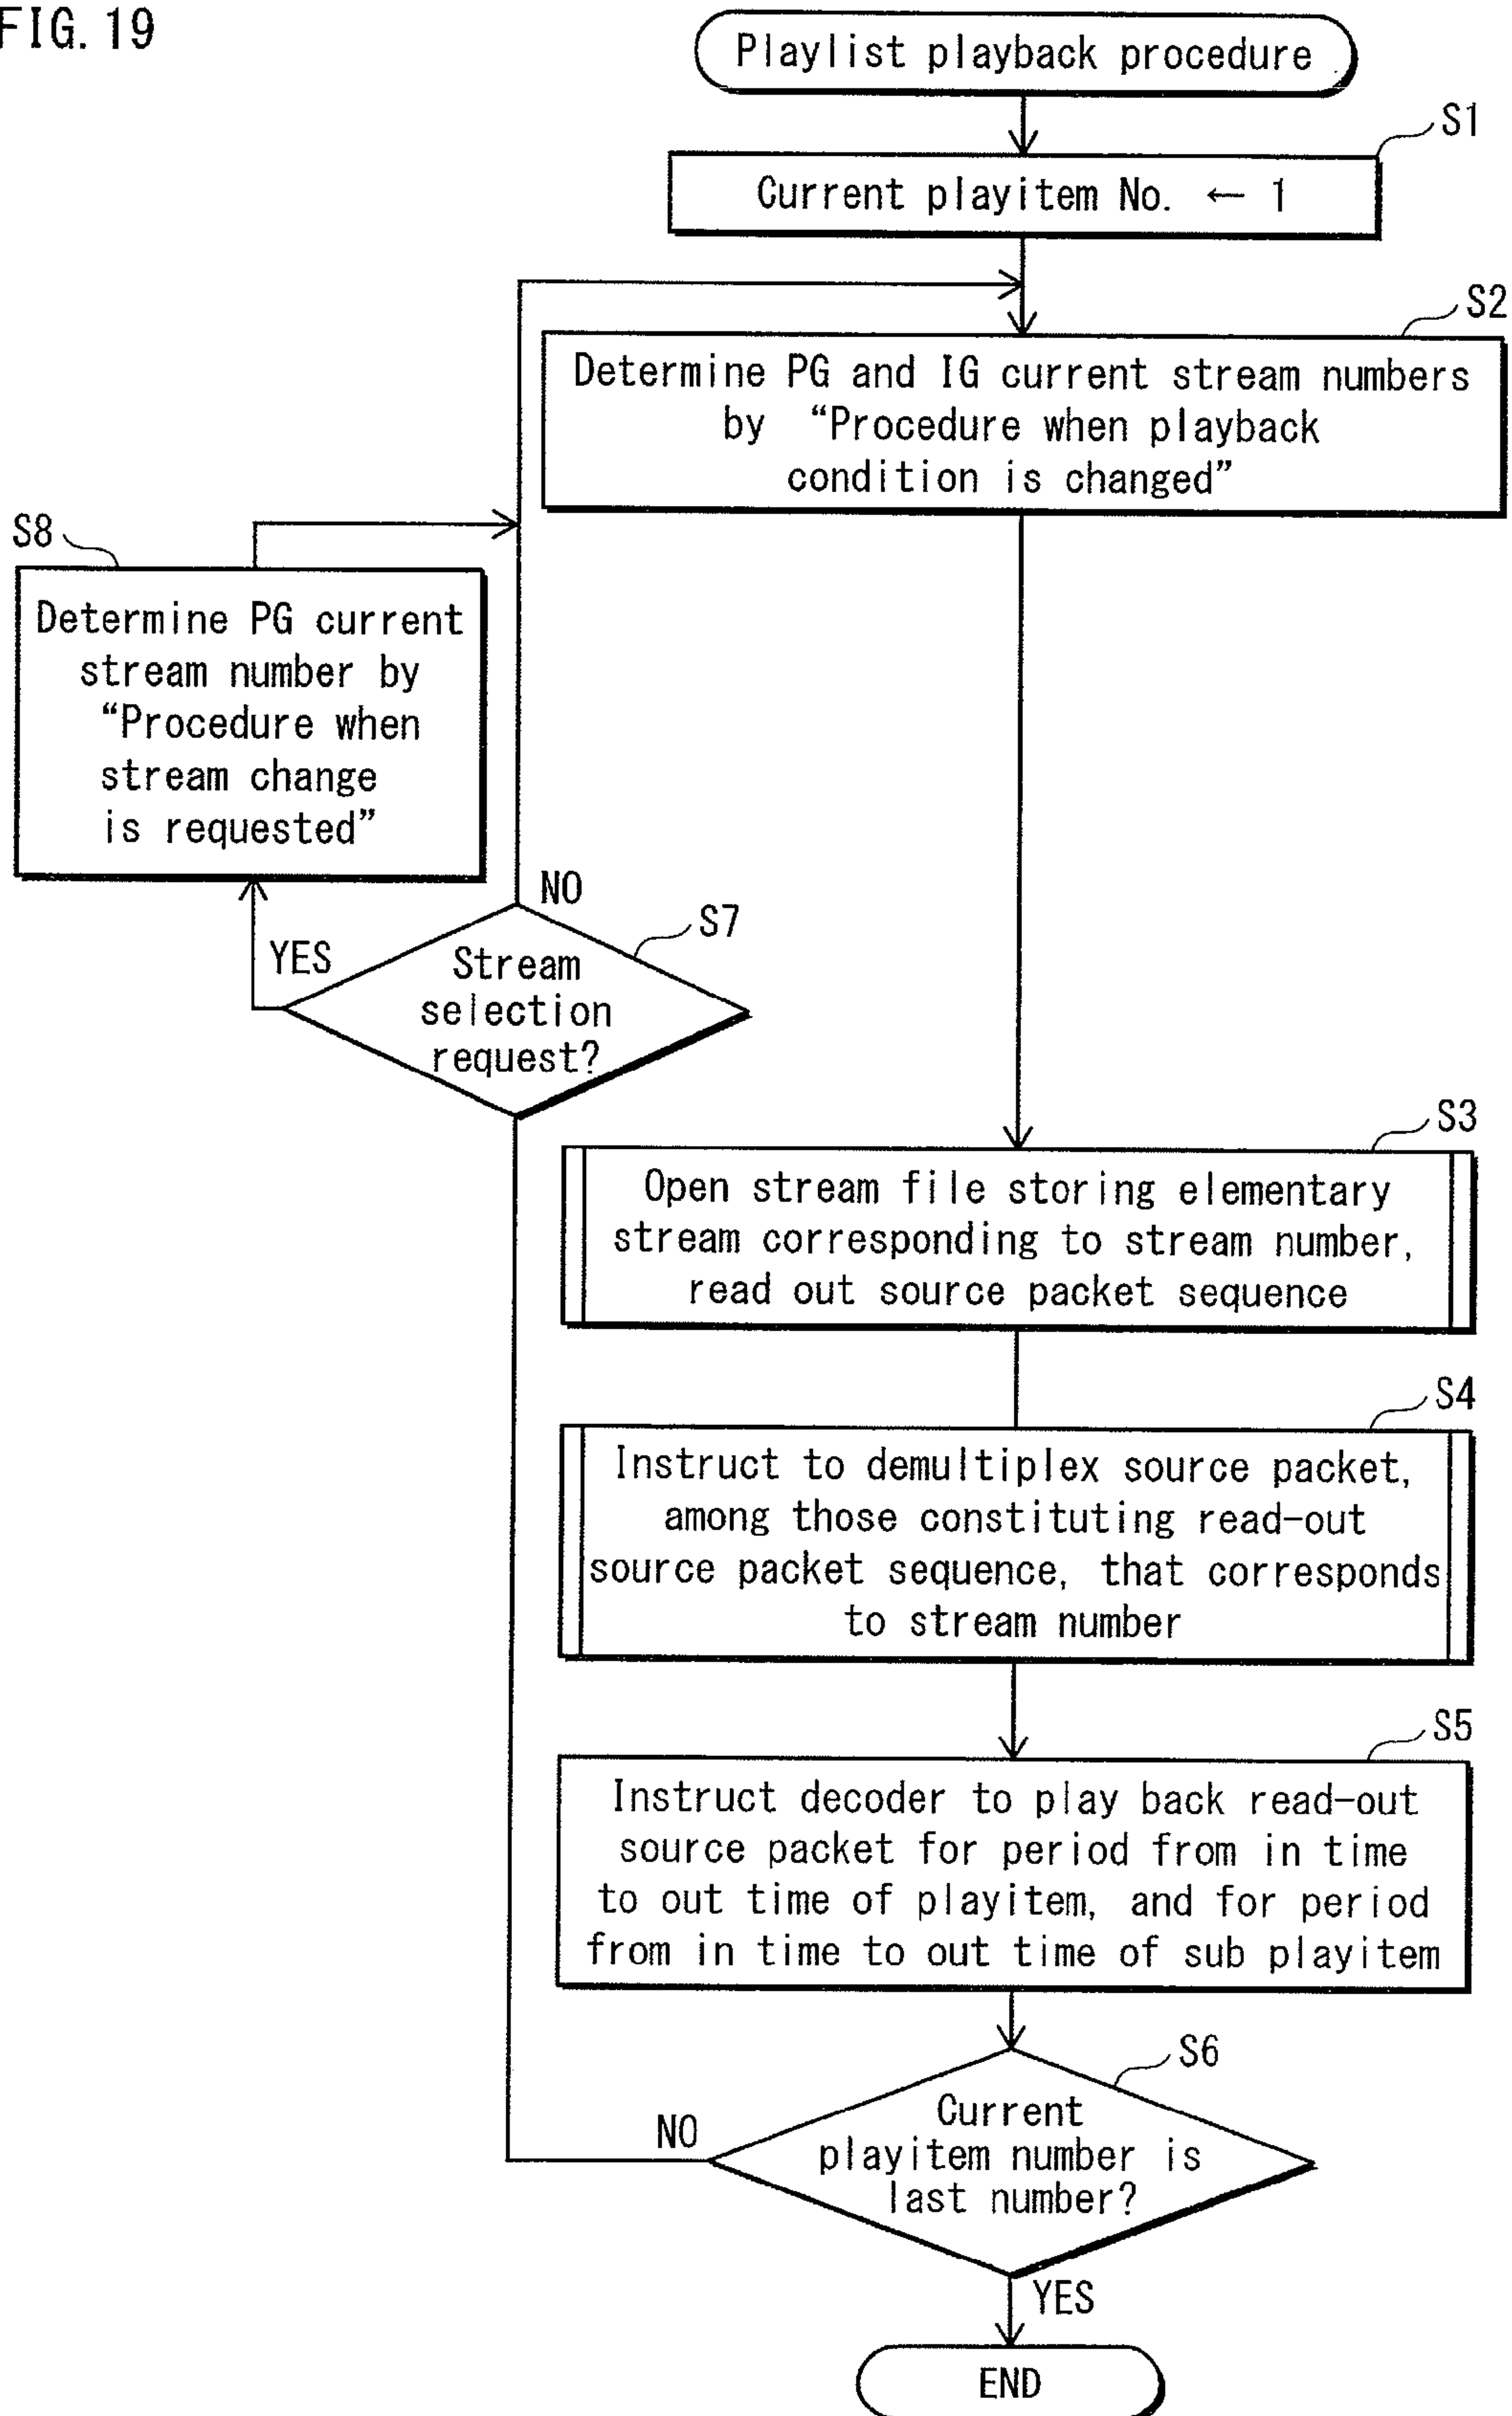 FIG. 19
Playlist playback procedure
S1
Current playitem No. ← 1
S2
Determine PG and IG current stream numbers
by “Procedure when playback
condition is changed”
S8
Determine PG current
stream number by
“Procedure when
stream change
is requested”
NO
S7
YES
Stream
selection
request?
S3
Open stream file storing elementary
stream corresponding to stream number,
read out source packet sequence
S4
Instruct to demultiplex source packet,
among those constituting read-out
source packet sequence, that corresponds
to stream number
S5
Instruct decoder to play back read-out
source packet for period from in time
to out time of playitem, and for period
from in time to out time of sub playitem
S6
NO
Current
playitem number is
last number?
YES
END